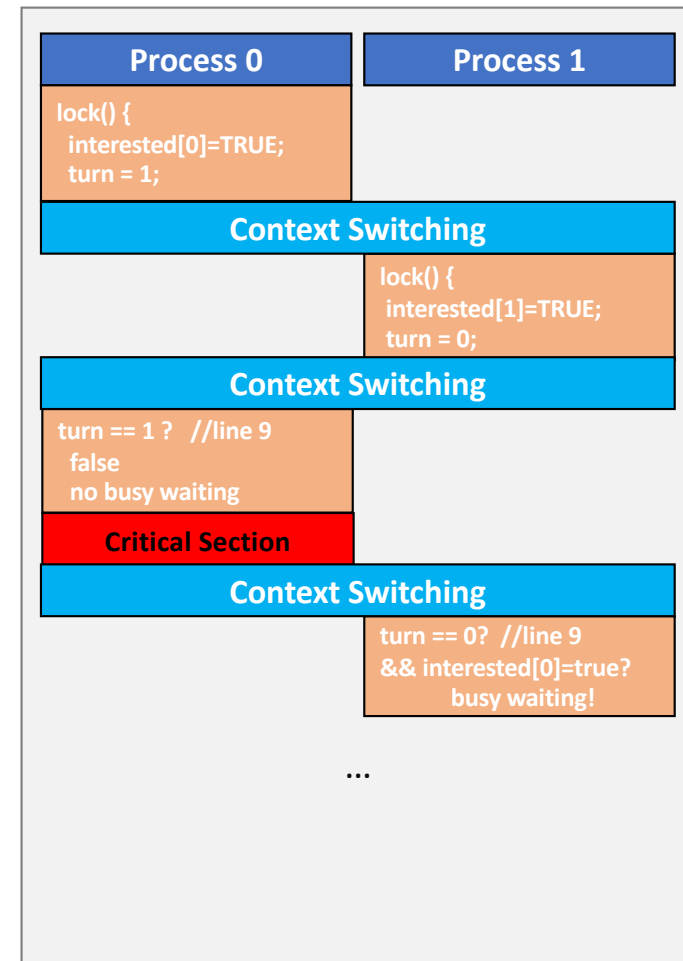 Process 0
Process 1
lock() {
interested[0]=TRUE;
turn = 1;
Context Switching
lock() {
interested[1]=TRUE;
turn = 0;
Context Switching
turn == 1 ? //line 9
false
no busy waiting
Critical Section
Context Switching
turn == 0? //line 9
&& interested[0]=true?
busy waiting!
...